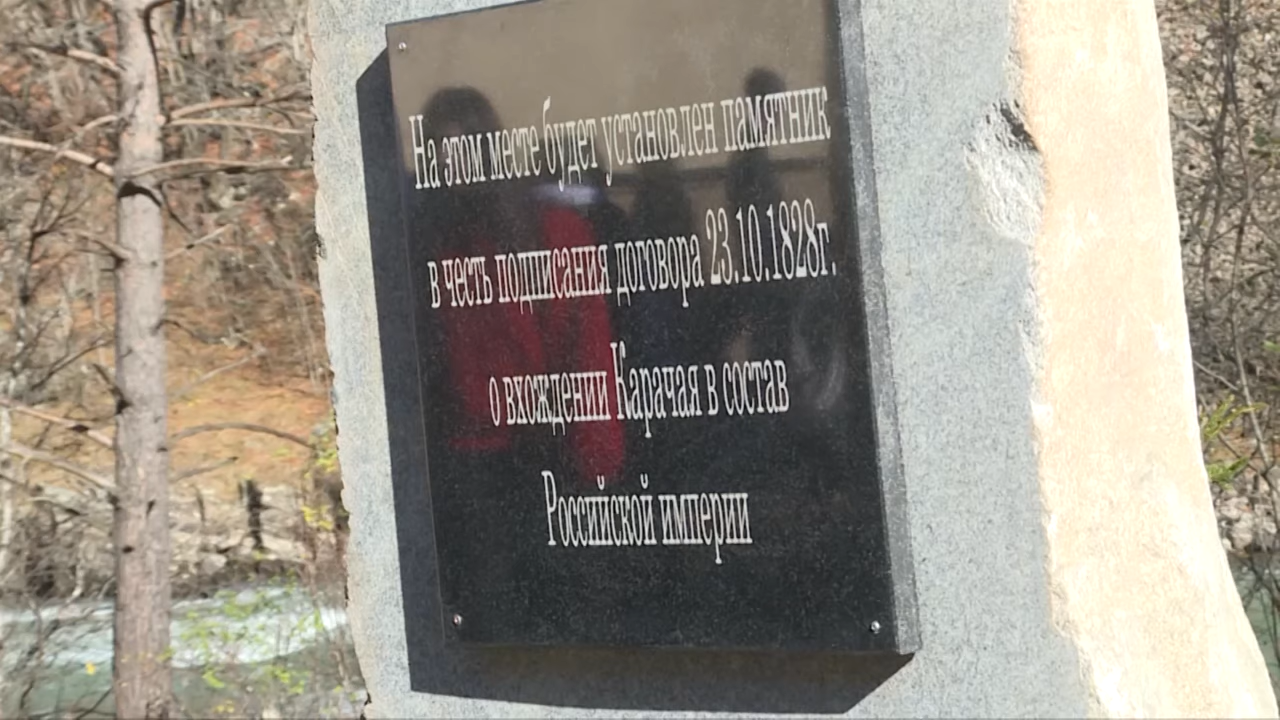 На этом месте будет установлен памятник
в честь подписания договора 23.10.1828г.
о вхождении Карачая в состав
Российской империи